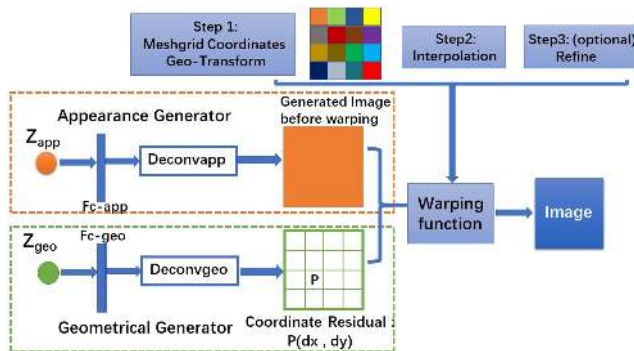 Step 1:
Meshgrid Coordinates
Geo-Transform
Step2:
Interpolation
Step3: (optional)
Refine
Appearance Generator
Generated Image
before warping
Zapp
Deconvapp
Fc-app
Warping
function
Image
Fc-geo
Zgeo
Deconvgeo
P
Geometrical Generator
Coordinate Residual :
P(dx , dy)